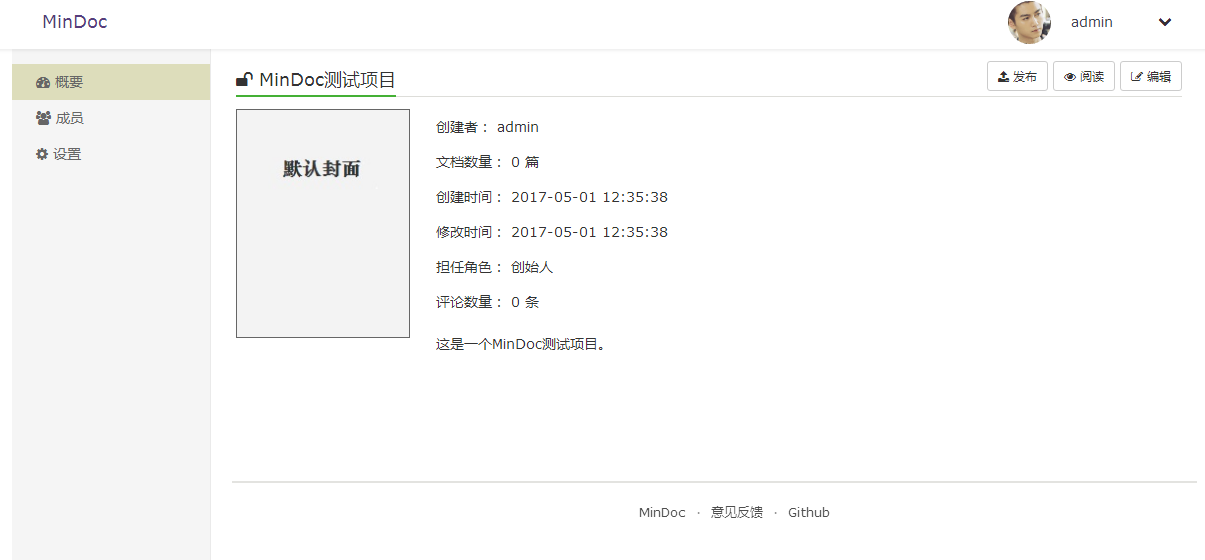 MinDoc
admin
概要
成员
设置
MinDoc测试项目
发布 阅读 编辑
默认封面
创建者： admin
文档数量： 0 篇
创建时间： 2017-05-01 12:35:38
修改时间： 2017-05-01 12:35:38
担任角色： 创始人
评论数量： 0 条
这是一个MinDoc测试项目。
MinDoc · 意见反馈 · Github